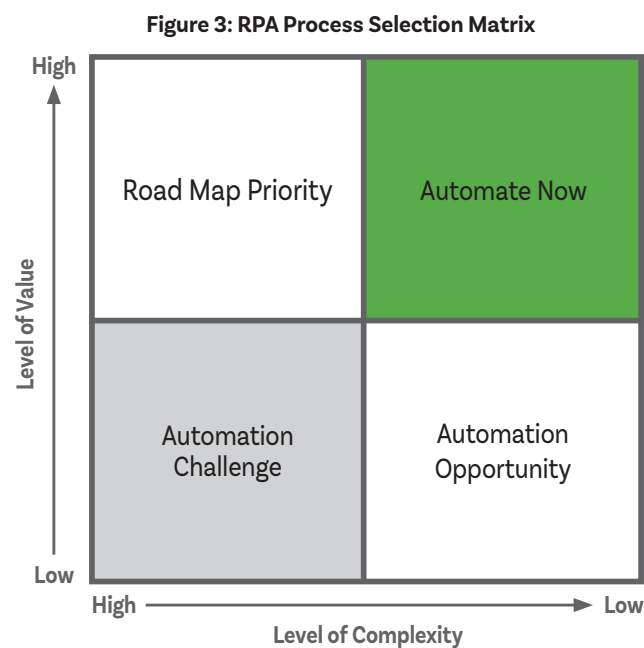 Figure 3: RPA Process Selection Matrix
High
Road Map Priority
Automate Now
Level of Value
Automation
Challenge
Automation
Opportunity
Low
High
Low
Level of Complexity